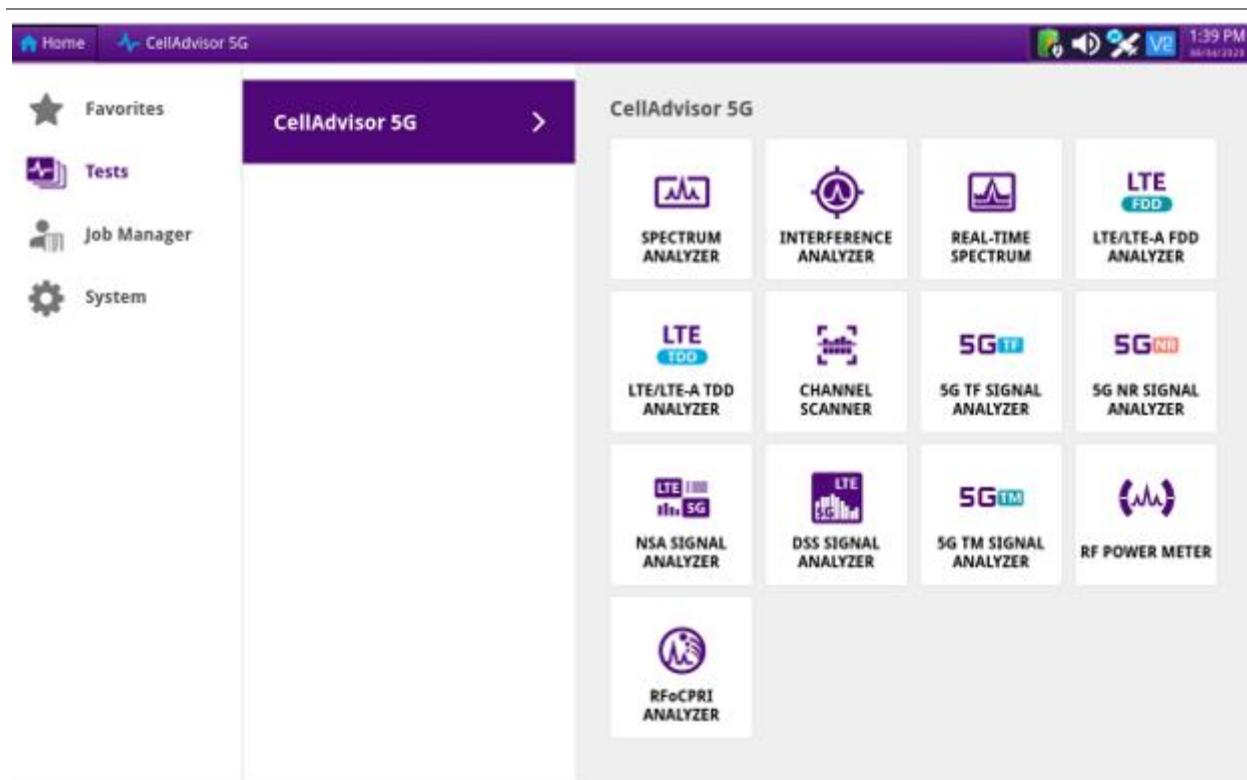 Home
CellAdvisor 5G
V2
1:39 PM
Favorites
Tests
Job Manager
System
CellAdvisor 5G
CellAdvisor 5G
SPECTRUM
ANALYZER
INTERFERENCE
ANALYZER
REAL-TIME
SPECTRUM
LTE
FDD
LTE/LTE-A FDD
ANALYZER
LTE
TDD
LTE/LTE-A TDD
ANALYZER
CHANNEL
SCANNER
5G TF
5G TF SIGNAL
ANALYZER
5G NR
5G NR SIGNAL
ANALYZER
LTE
5G
NSA SIGNAL
ANALYZER
LTE
5G
DSS SIGNAL
ANALYZER
5G TM
5G TM SIGNAL
ANALYZER
RF POWER METER
RFoCPRI
ANALYZER